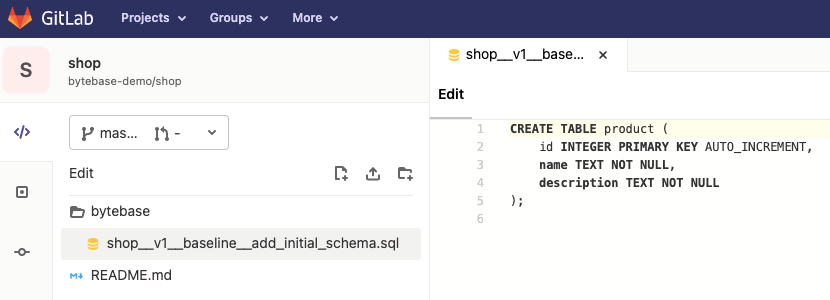 GitLab Projects Groups More
S
shop
bytebase-demo/shop
mas... -
Edit
bytebase
shop__v1__baseline__add_initial_schema.sql
README.md
shop__v1__base... ×
Edit
1 CREATE TABLE product (
2     id INTEGER PRIMARY KEY AUTO_INCREMENT,
3     name TEXT NOT NULL,
4     description TEXT NOT NULL
5 );
6